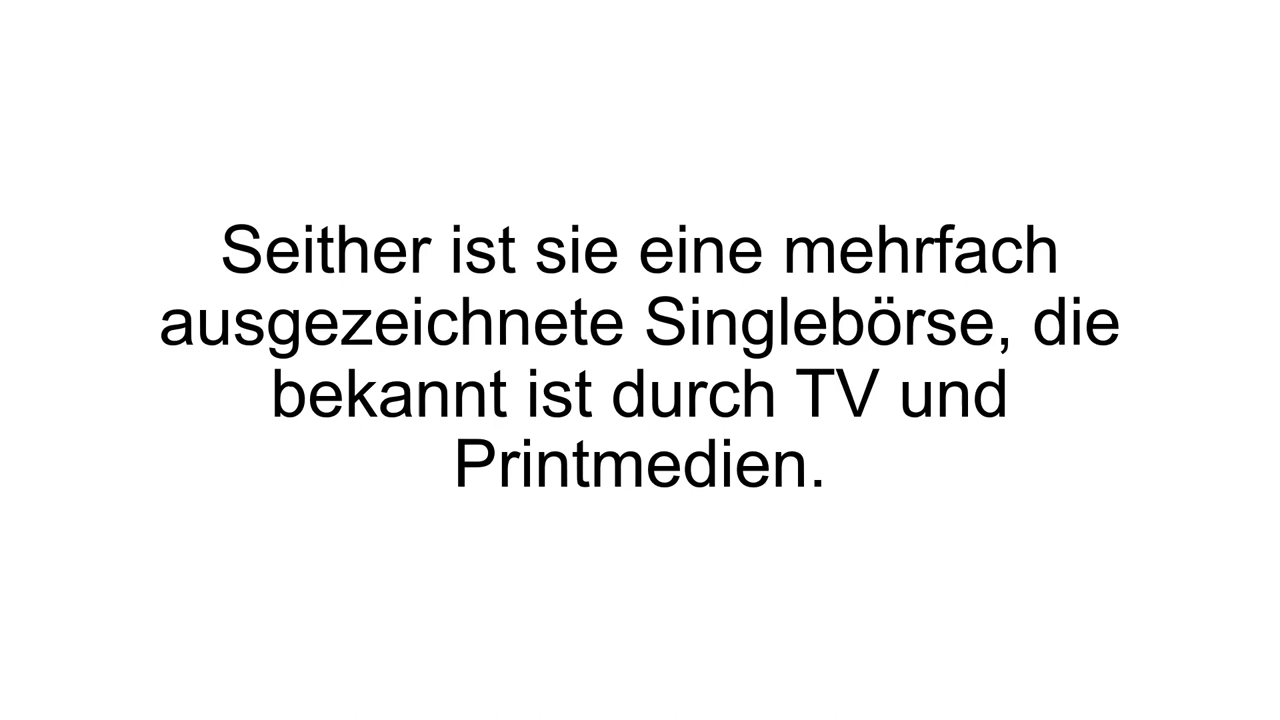 Seither ist sie eine mehrfach
ausgezeichnete Singlebörse, die
bekannt ist durch TV und
Printmedien.